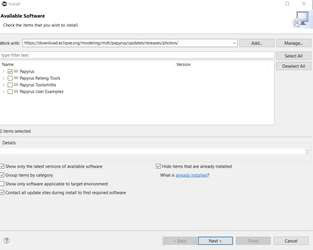 Install
Available Software
Check the items that you wish to install.
Work with: https://download.eclipse.org/modeling/mdt/papyrus/updates/releases/photon/
Add...
Manage...
type filter text
Select All
Deselect All
Name Version
Papyrus
Papyrus Releng Tools
Papyrus Toolsmiths
Papyrus User Examples
items selected
Details
Show only the latest versions of available software
Hide items that are already installed
Group items by category
What is already installed?
Show only software applicable to target environment
Contact all update sites during install to find required software
< Back
Next >
Finish
Cancel